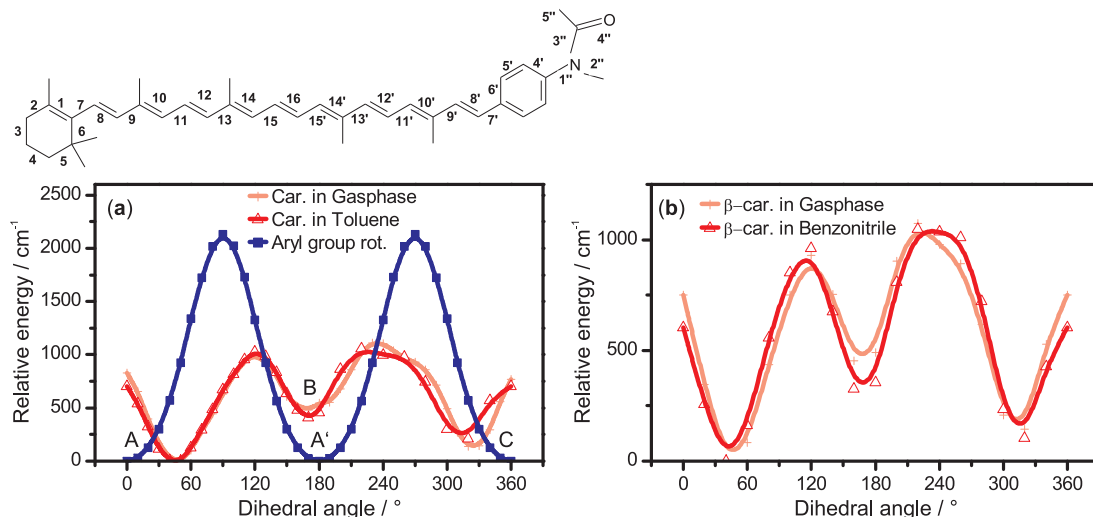 5'' O
3'' 4''
5' 4' N 2''
1''
6'
2 1 7 10 12 14 16 14' 12' 10' 8'
3 8 9 11 13 15 15' 13' 11' 9' 7'
6
4 5
(a) Car. in Gasphase
Car. in Toluene
Aryl group rot.
A B A' C
Relative energy / cm⁻¹
2500
2000
1500
1000
500
0
0 60 120 180 240 300 360
Dihedral angle / °
(b) β–car. in Gasphase
β–car. in Benzonitrile
Relative energy / cm⁻¹
1000
500
0
0 60 120 180 240 300 360
Dihedral angle / °